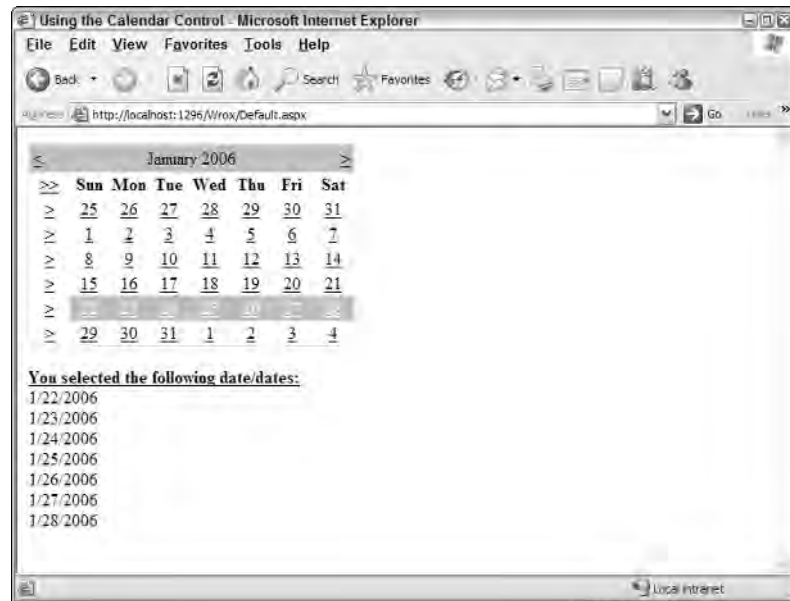 Using the Calendar Control - Microsoft Internet Explorer
File Edit View Favorites Tools Help
Back Search Favorites
http://localhost:1296/Wrox/Default.aspx Go
< January 2006 >
>> Sun Mon Tue Wed Thu Fri Sat
> 25 26 27 28 29 30 31
> 1 2 3 4 5 6 7
> 8 9 10 11 12 13 14
> 15 16 17 18 19 20 21
>
> 29 30 31 1 2 3 4
You selected the following date/dates:
1/22/2006
1/23/2006
1/24/2006
1/25/2006
1/26/2006
1/27/2006
1/28/2006
Local intranet